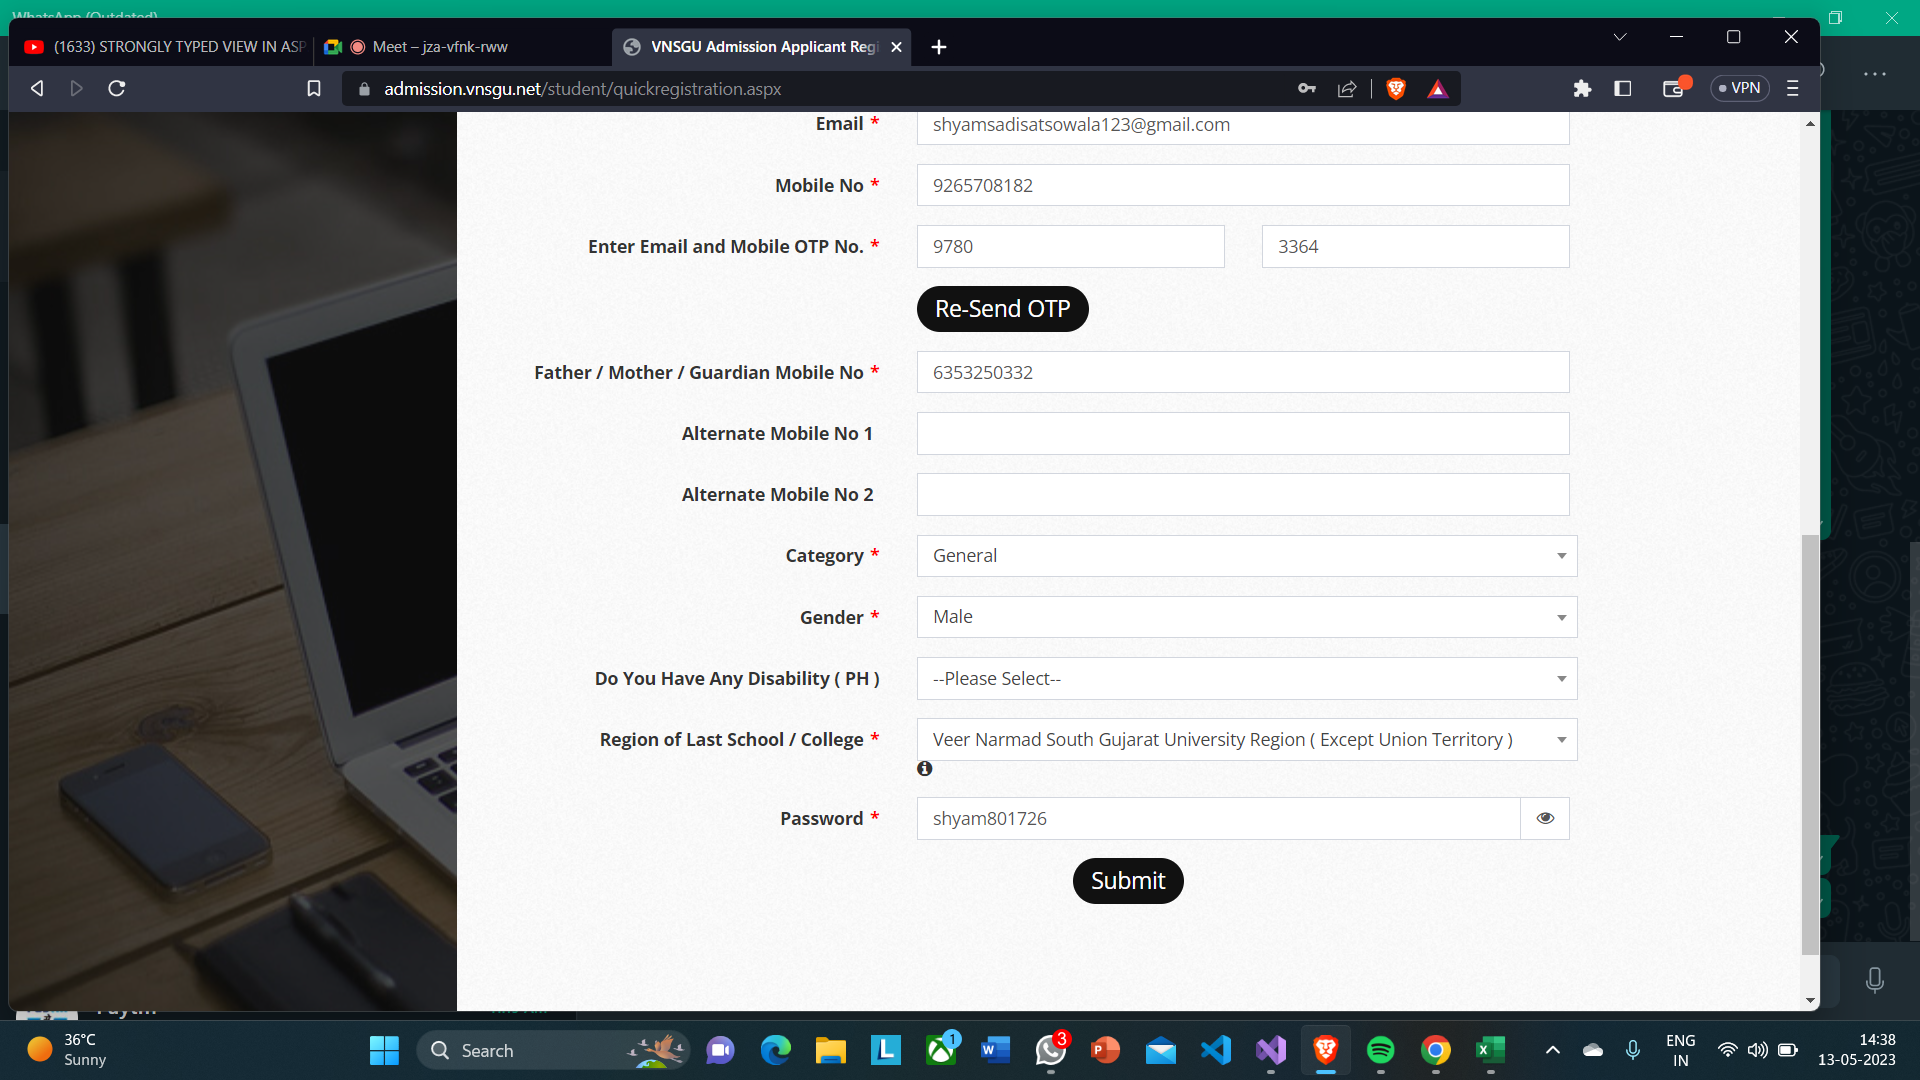 WhatsApp (Outdated)
(1633) STRONGLY TYPED VIEW IN ASP
Meet – jza-vfnk-rww
VNSGU Admission Applicant Regi
admission.vnsgu.net/student/quickregistration.aspx
VPN
Email *
shyamsadisatsowala123@gmail.com
Mobile No *
9265708182
Enter Email and Mobile OTP No. *
9780
3364
Re-Send OTP
Father / Mother / Guardian Mobile No *
6353250332
Alternate Mobile No 1
Alternate Mobile No 2
Category *
General
Gender *
Male
Do You Have Any Disability ( PH )
--Please Select--
Region of Last School / College *
Veer Narmad South Gujarat University Region ( Except Union Territory )
Password *
shyam801726
Submit
36°C
Sunny
Search
1
3
ENG
IN
14:38
13-05-2023